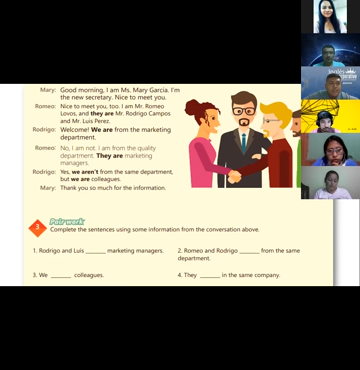 Mary: Good morning, I am Ms. Mary Garcia. I'm
the new secretary. Nice to meet you.
Romeo: Nice to meet you, too. I am Mr. Romeo
Lovos, and they are Mr. Rodrigo Campos
and Mr. Luis Perez.
Rodrigo: Welcome! We are from the marketing
department.
Romeo: No, I am not. I am from the quality
department. They are marketing
managers.
Rodrigo: Yes, we aren't from the same department,
but we are colleagues.
Mary: Thank you so much for the information.
3 Pair work
Complete the sentences using some information from the conversation above.
1. Rodrigo and Luis ______ marketing managers.
2. Romeo and Rodrigo ______ from the same
department.
3. We ______ colleagues.
4. They ______ in the same company.